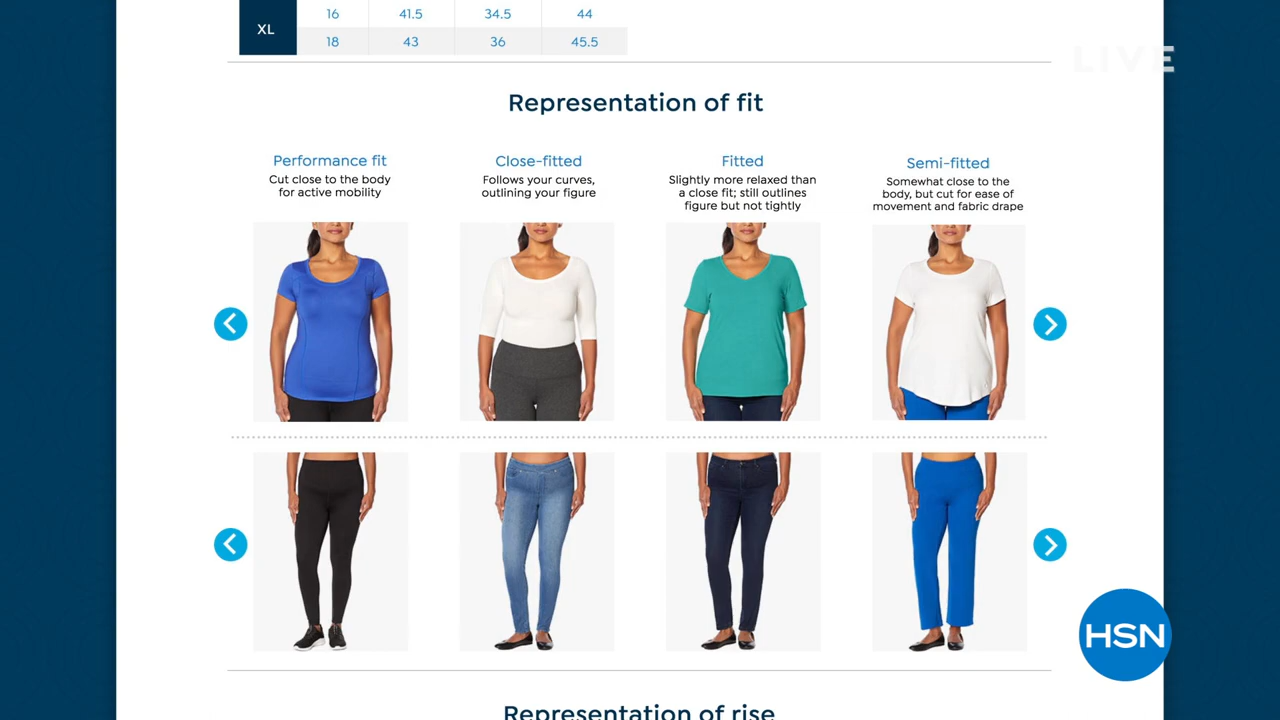 16 41.5 34.5 44
XL
18 43 36 45.5
LIVE
Representation of fit
Performance fit
Cut close to the body
for active mobility
Close-fitted
Follows your curves,
outlining your figure
Fitted
Slightly more relaxed than
a close fit; still outlines
figure but not tightly
Semi-fitted
Somewhat close to the
body, but cut for ease of
movement and fabric drape
HSN
Representation of rise